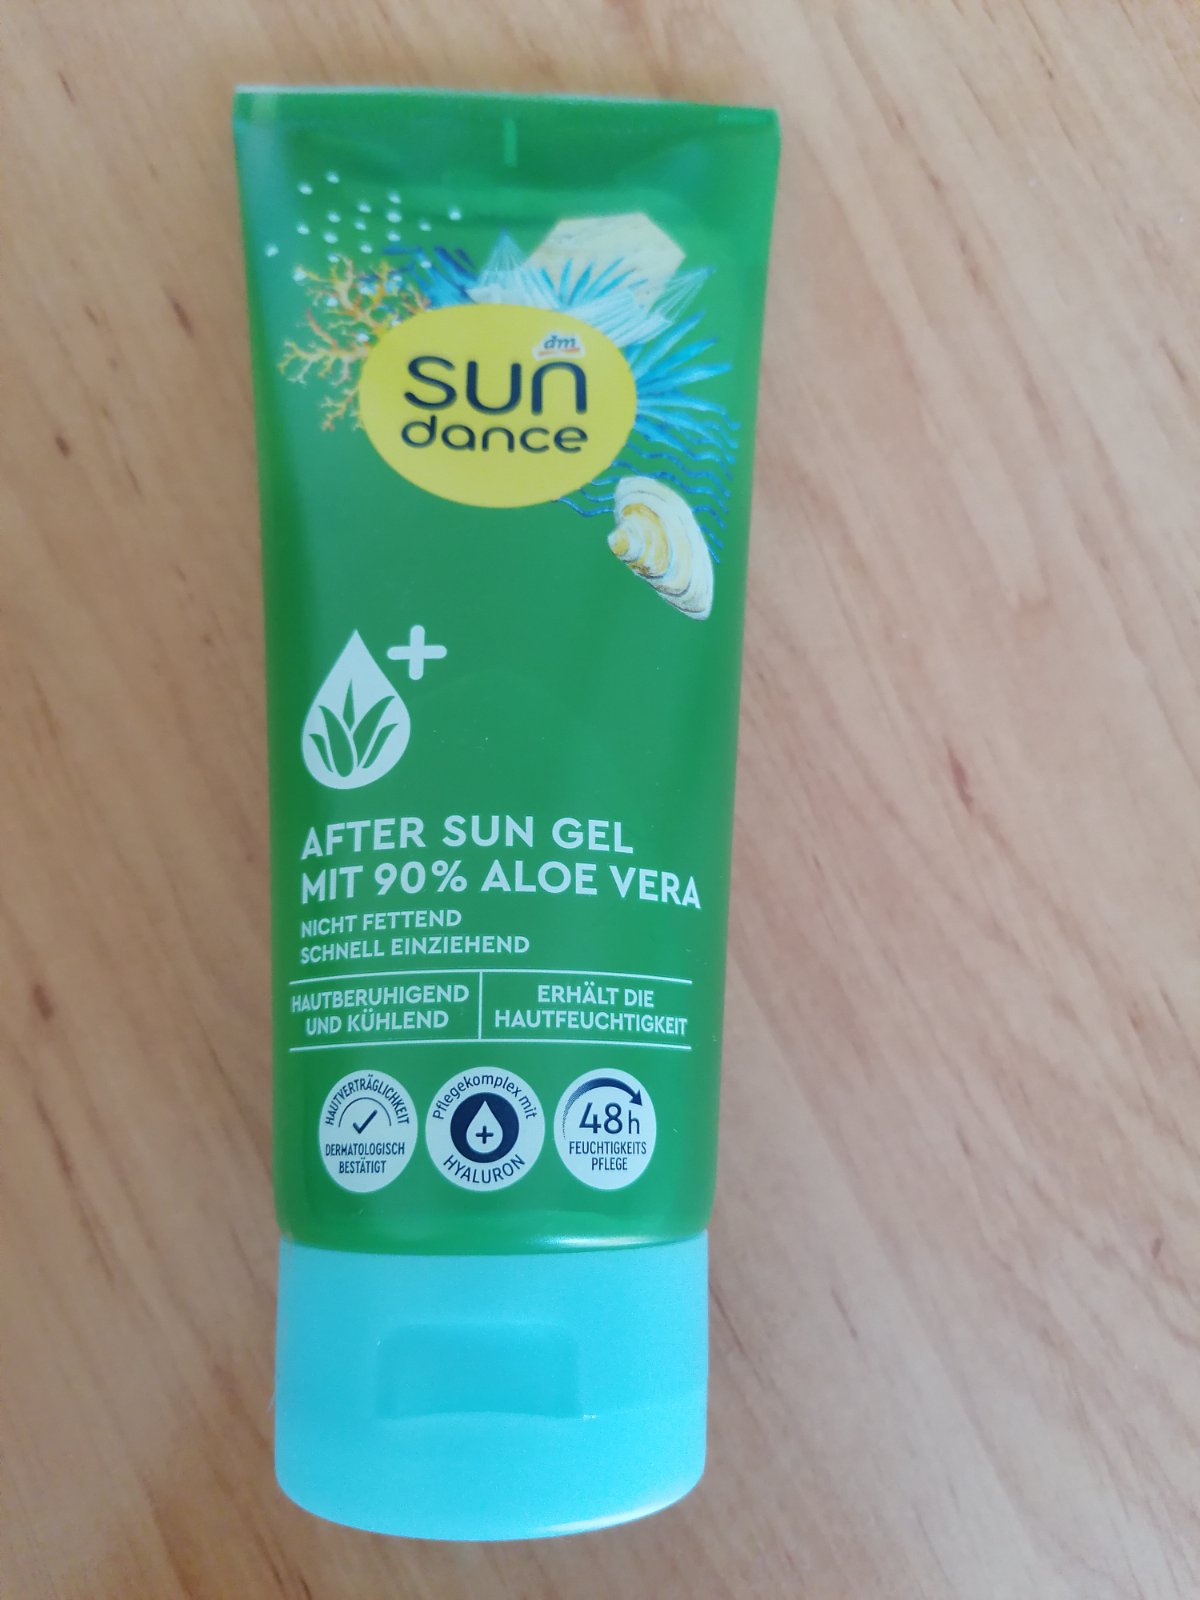 dm
SUN
dance
AFTER SUN GEL
MIT 90% ALOE VERA
NICHT FETTEND
SCHNELL EINZIEHEND
HAUTBERUHIGEND
UND KÜHLEND
ERHÄLT DIE
HAUTFEUCHTIGKEIT
HAUTVERTRÄGLICHKEIT
DERMATOLOGISCH
BESTÄTIGT
Pflegekomplex mit
HYALURON
48h
FEUCHTIGKEITS
PFLEGE